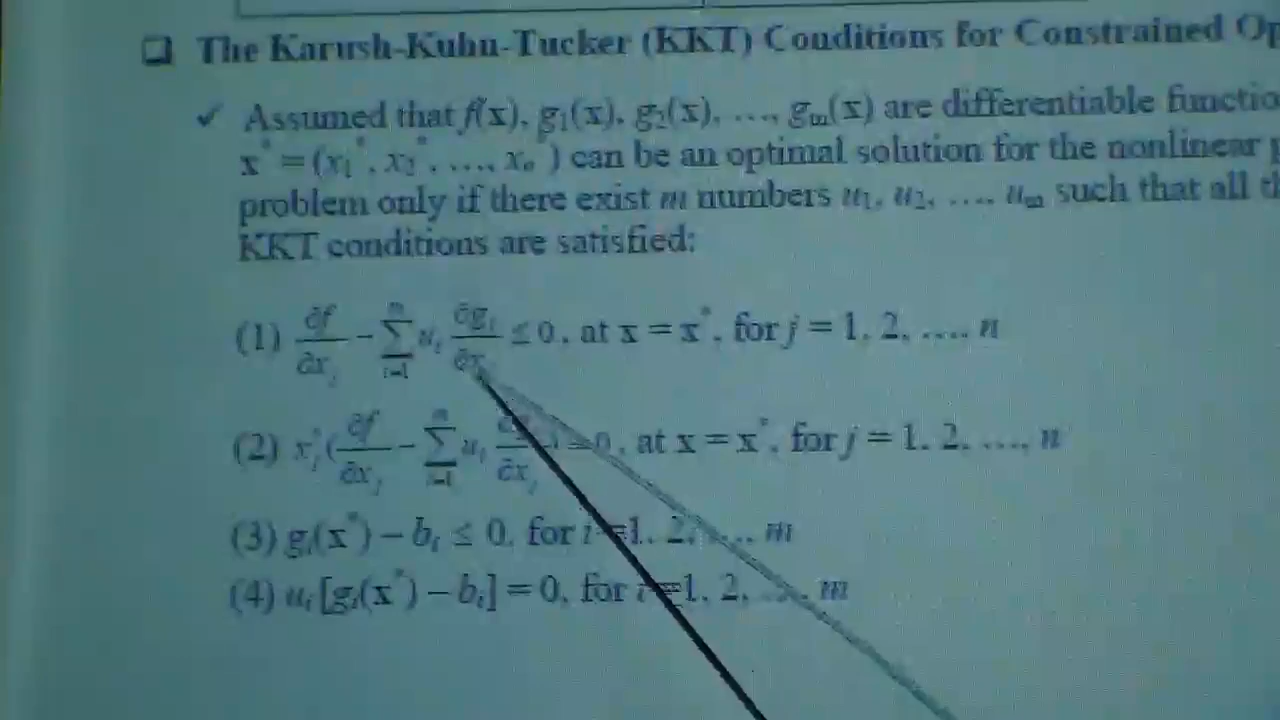 ❑ The Karush-Kuhn-Tucker (KKT) Conditions for Constrained Op
✓ Assumed that f(x), g₁(x), g₂(x), …, gₘ(x) are differentiable functio
x* = (x₁*, x₂*, …, xₙ*) can be an optimal solution for the nonlinear p
problem only if there exist m numbers u₁, u₂, …, uₘ such that all th
KKT conditions are satisfied:
(1) ∂f/∂xⱼ − ∑ᵢ₌₁ᵐ uᵢ ∂gᵢ/∂xⱼ ≤ 0, at x = x*, for j = 1, 2, …. n
(2) xⱼ*(∂f/∂xⱼ − ∑ᵢ₌₁ᵐ uᵢ ∂gᵢ/∂xⱼ) = 0, at x = x*, for j = 1, 2, …, n
(3) gᵢ(x*) − bᵢ ≤ 0, for i =1, 2, …. m
(4) uᵢ [gᵢ(x*) − bᵢ] = 0, for i =1, 2, …. m